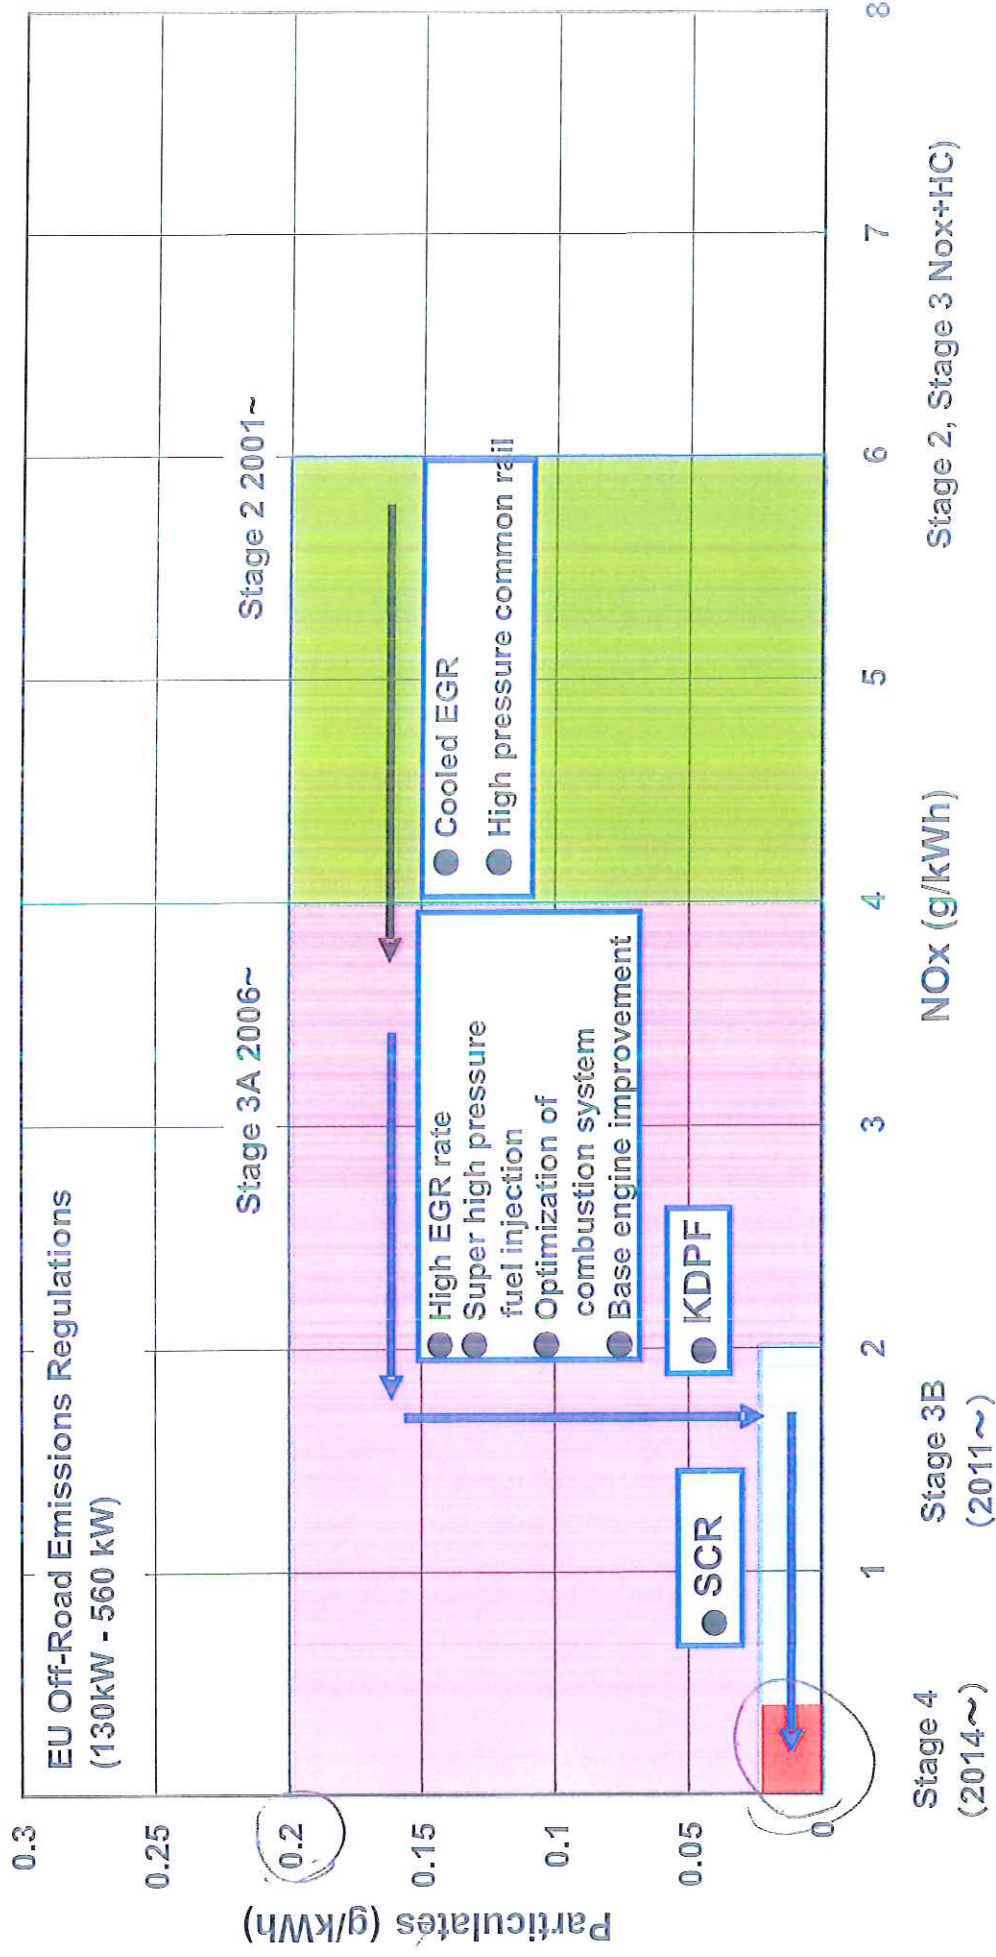 EU Off-Road Emissions Regulations
(130kW - 560 kW)
Stage 3A 2006~
Stage 2 2001~
Particulates (g/kWh)
0.3
0.25
0.2
0.15
0.1
0.05
0
● High EGR rate
● Super high pressure
fuel injection
● Optimization of
combustion system
● Base engine improvement
● Cooled EGR
● High pressure common rail
● SCR
● KDPF
1
2
3
4
5
6
7
8
Stage 4
(2014~)
Stage 3B
(2011~)
NOx (g/kWh)
Stage 2, Stage 3 Nox+HC